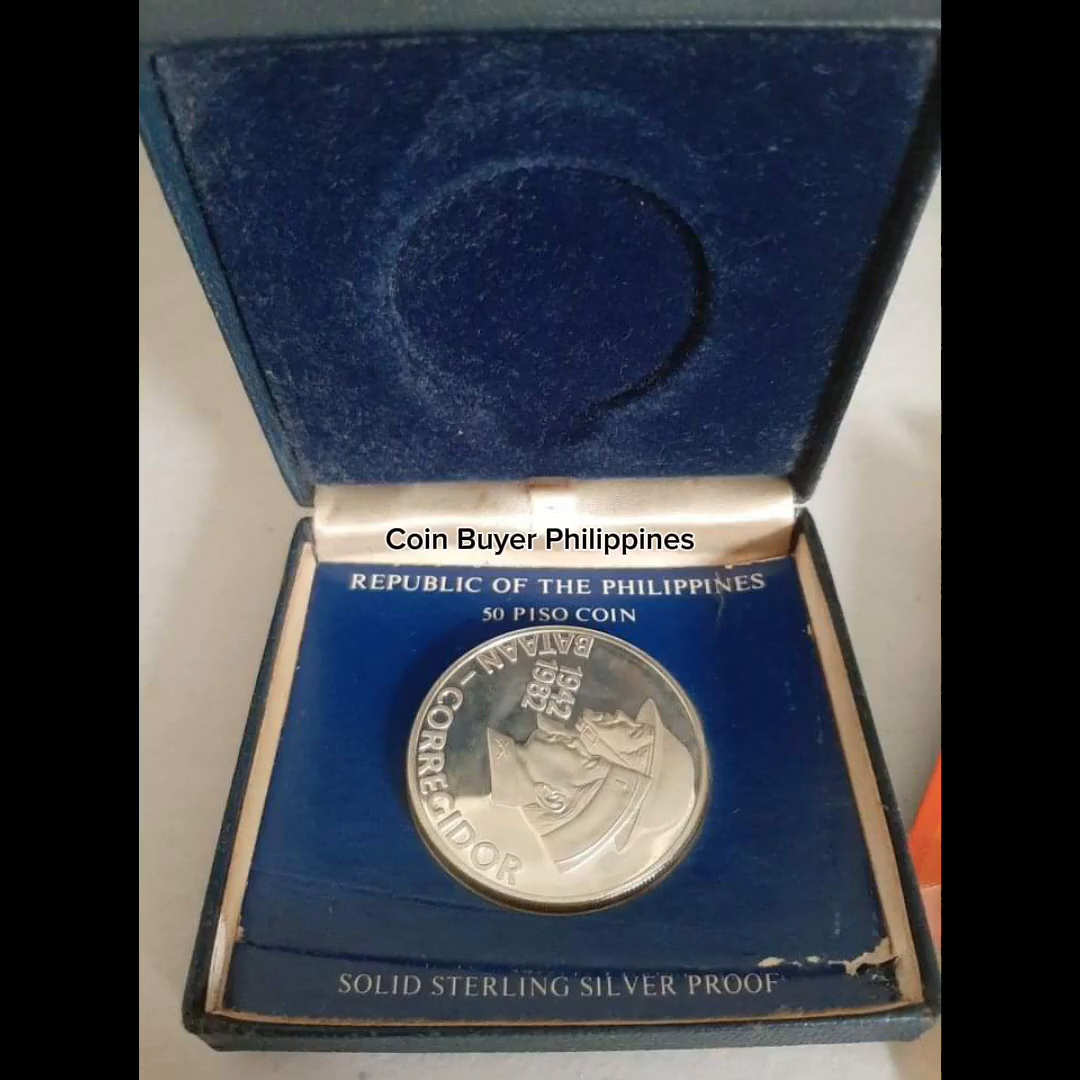 Coin Buyer Philippines
REPUBLIC OF THE PHILIPPINES
50 PISO COIN
BATAAN – CORREGIDOR
1942
1982
SOLID STERLING SILVER PROOF